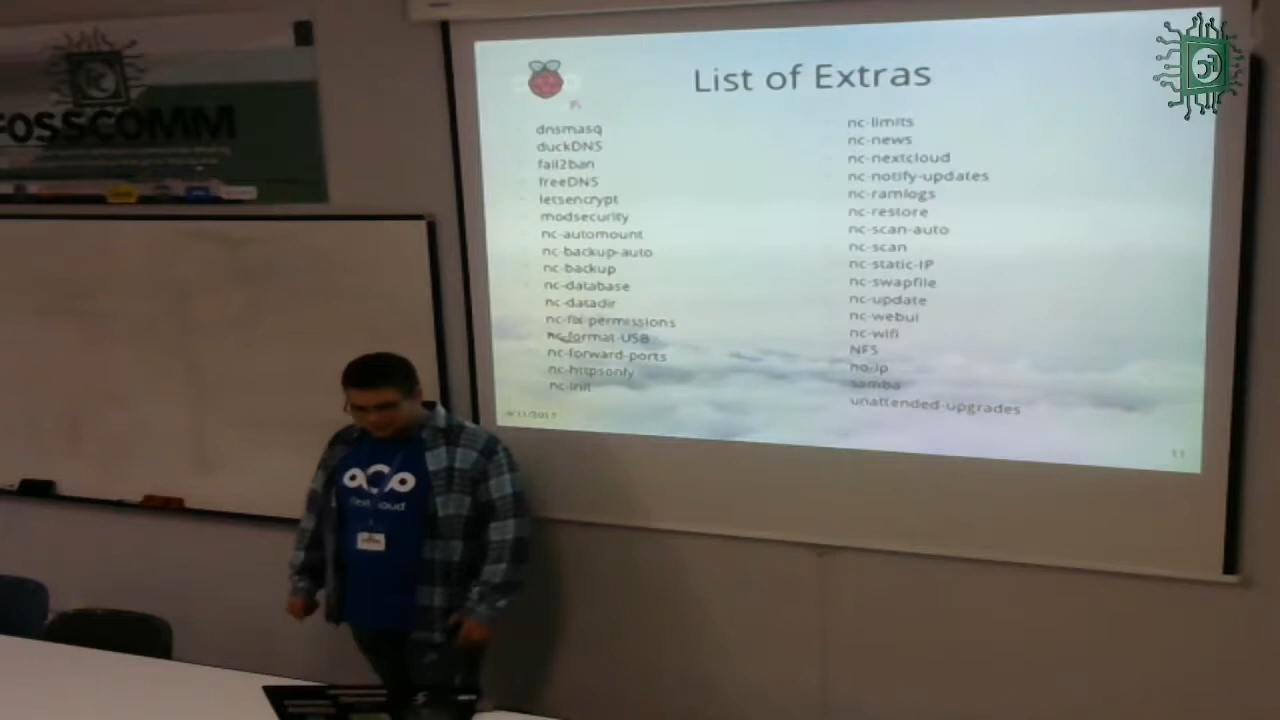 FOSSCOMM
List of Extras
dnsmasq
duckDNS
fail2ban
freeDNS
letsencrypt
modsecurity
nc-automount
nc-backup-auto
nc-backup
nc-database
nc-datadir
nc-fix-permissions
nc-format-USB
nc-forward-ports
nc-httpsonly
nc-init
nc-limits
nc-news
nc-nextcloud
nc-notify-updates
nc-ramlogs
nc-restore
nc-scan-auto
nc-scan
nc-static-IP
nc-swapfile
nc-update
nc-webui
nc-wifi
NFS
no-ip
samba
unattended-upgrades
11